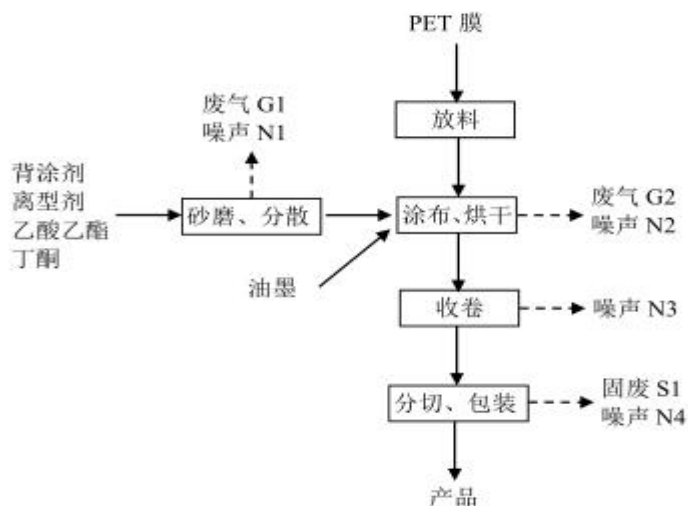 PET 膜
废气 G1
噪声 N1
放料
背涂剂
离型剂
乙酸乙酯
丁酮
砂磨、分散
涂布、烘干
废气 G2
噪声 N2
油墨
收卷
噪声 N3
分切、包装
固废 S1
噪声 N4
产品